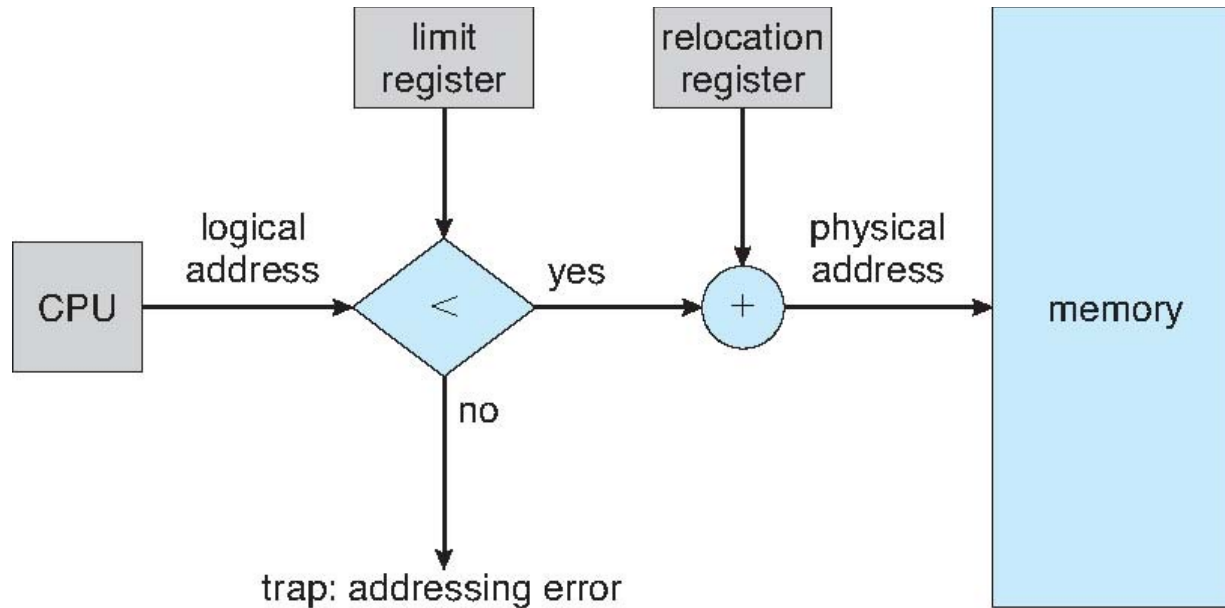 limit
register
relocation
register
logical
address
physical
address
CPU
<
yes
+
memory
no
trap: addressing error